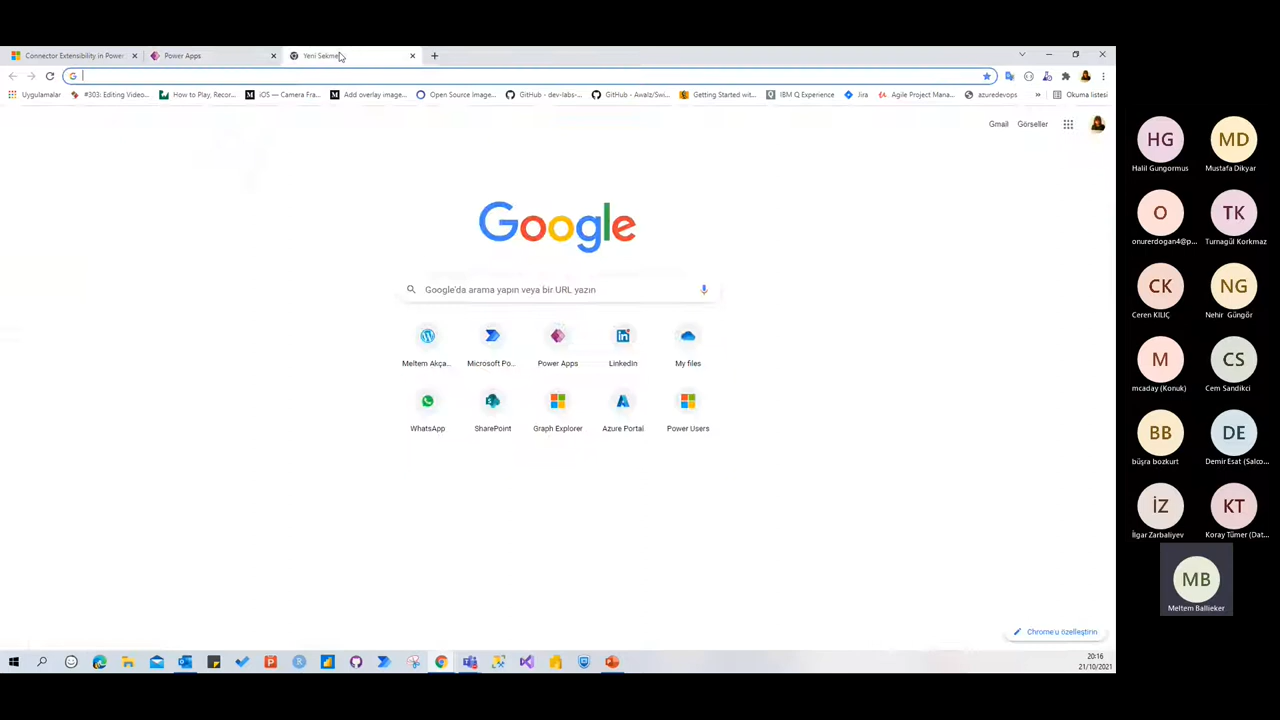 Connector Extensibility in Power
Power Apps
Yeni Sekme
Uygulamalar
#303: Editing Video...
How to Play, Recor...
iOS — Camera Fra...
Add overlay image...
Open Source Image...
GitHub - dev-labs-...
GitHub - Awalz/Swi...
Getting Started wit...
IBM Q Experience
Jira
Agile Project Mana...
azuredevops
»
Okuma listesi
Gmail
Görseller
Google
Google'da arama yapın veya bir URL yazın
Meltem Akça...
Microsoft Po...
Power Apps
LinkedIn
My files
WhatsApp
SharePoint
Graph Explorer
Azure Portal
Power Users
Chrome'u özelleştirin
20:16
21/10/2021
HG
MD
Halil Gungormus
Mustafa Dikyar
O
TK
onurerdogan4@p...
Turnagül Korkmaz
CK
NG
Ceren KILIÇ
Nehir Güngör
M
CS
mcaday (Konuk)
Cem Sandikci
BB
DE
büşra bozkurt
Demir Esat (Salco...
İZ
KT
İlgar Zarbaliyev
Koray Tümer (Dat...
MB
Meltem Ballieker